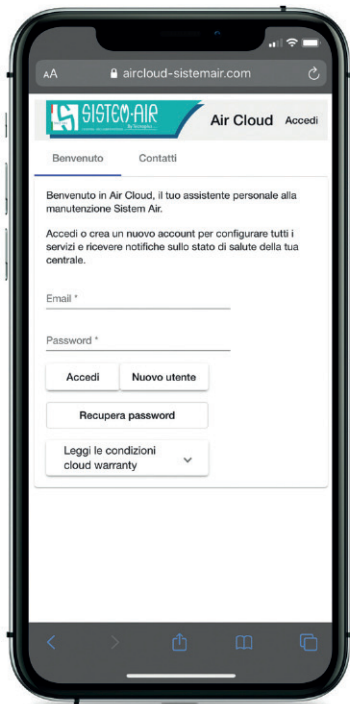 AA aircloud-sistemair.com
SISTEM-AIR
Air Cloud Accedi
Benvenuto Contatti
Benvenuto in Air Cloud, il tuo assistente personale alla
manutenzione Sistem Air.
Accedi o crea un nuovo account per configurare tutti i
servizi e ricevere notifiche sullo stato di salute della tua
centrale.
Email *
Password *
Accedi Nuovo utente
Recupera password
Leggi le condizioni
cloud warranty